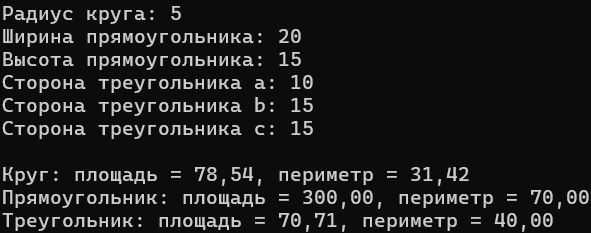 Радиус круга: 5
Ширина прямоугольника: 20
Высота прямоугольника: 15
Сторона треугольника a: 10
Сторона треугольника b: 15
Сторона треугольника c: 15
Круг: площадь = 78,54, периметр = 31,42
Прямоугольник: площадь = 300,00, периметр = 70,00
Треугольник: площадь = 70,71, периметр = 40,00